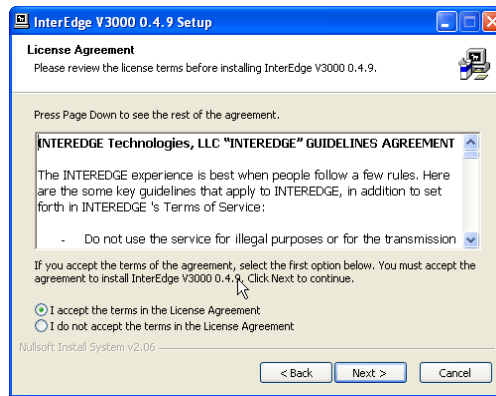 InterEdge V3000 0.4.9 Setup
License Agreement
Please review the license terms before installing InterEdge V3000 0.4.9.
Press Page Down to see the rest of the agreement.
INTEREDGE Technologies, LLC “INTEREDGE” GUIDELINES AGREEMENT
The INTEREDGE experience is best when people follow a few rules. Here
are the some key guidelines that apply to INTEREDGE, in addition to set
forth in INTEREDGE 's Terms of Service:
- Do not use the service for illegal purposes or for the transmission
If you accept the terms of the agreement, select the first option below. You must accept the
agreement to install InterEdge V3000 0.4.9. Click Next to continue.
I accept the terms in the License Agreement
I do not accept the terms in the License Agreement
Nullsoft Install System v2.06
< Back Next > Cancel